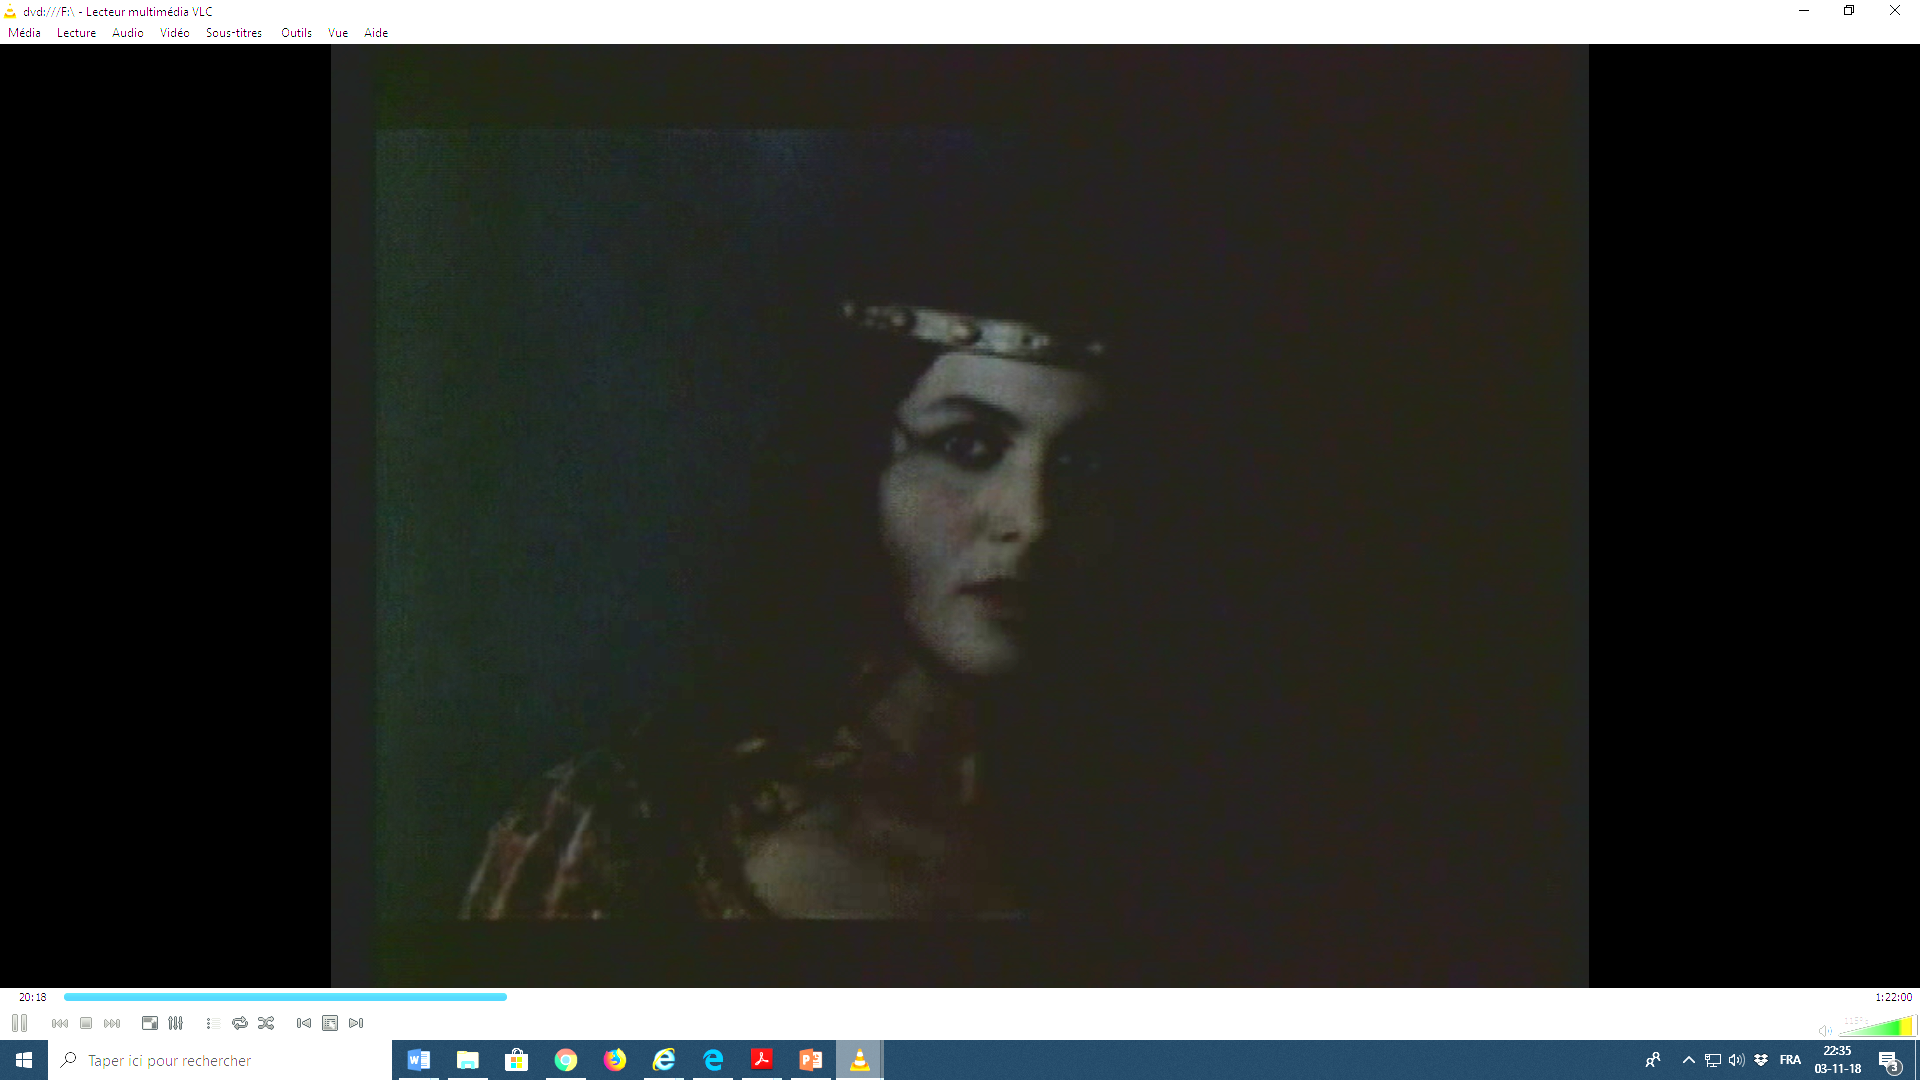 dvd:///F:\ - Lecteur multimédia VLC
Média Lecture Audio Vidéo Sous-titres Outils Vue Aide
20:18 1:22:00
Taper ici pour rechercher
FRA
22:35
03-11-18
3